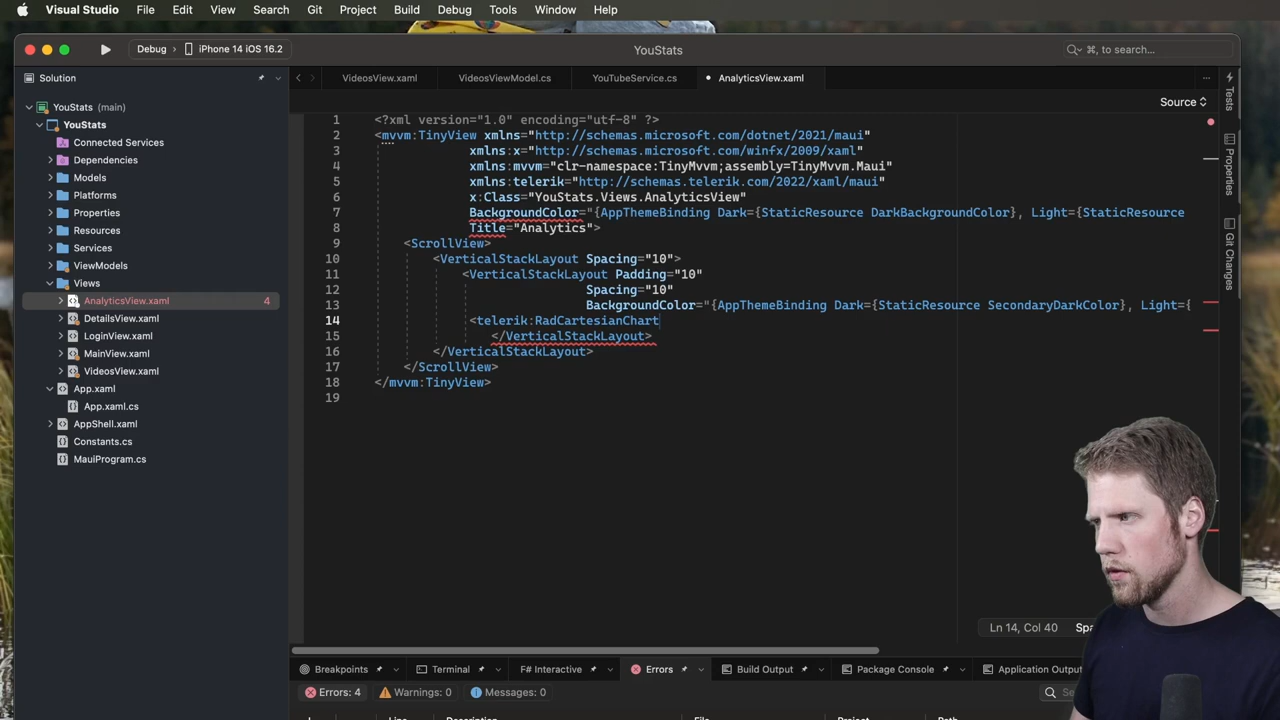 Visual Studio File Edit View Search Git Project Build Debug Tools Window Help
Debug › iPhone 14 iOS 16.2
YouStats
⌘, to search...
Solution
VideosView.xaml
VideosViewModel.cs
YouTubeService.cs
AnalyticsView.xaml
Source
YouStats (main)
YouStats
Connected Services
Dependencies
Models
Platforms
Properties
Resources
Services
ViewModels
Views
AnalyticsView.xaml 4
DetailsView.xaml
LoginView.xaml
MainView.xaml
VideosView.xaml
App.xaml
App.xaml.cs
AppShell.xaml
Constants.cs
MauiProgram.cs
1 <?xml version="1.0" encoding="utf-8" ?>
2 <mvvm:TinyView xmlns="http://schemas.microsoft.com/dotnet/2021/maui"
3 xmlns:x="http://schemas.microsoft.com/winfx/2009/xaml"
4 xmlns:mvvm="clr-namespace:TinyMvvm;assembly=TinyMvvm.Maui"
5 xmlns:telerik="http://schemas.telerik.com/2022/xaml/maui"
6 x:Class="YouStats.Views.AnalyticsView"
7 BackgroundColor="{AppThemeBinding Dark={StaticResource DarkBackgroundColor}, Light={StaticResource
8 Title="Analytics">
9 <ScrollView>
10 <VerticalStackLayout Spacing="10">
11 <VerticalStackLayout Padding="10"
12 Spacing="10"
13 BackgroundColor="{AppThemeBinding Dark={StaticResource SecondaryDarkColor}, Light={
14 <telerik:RadCartesianChart
15 </VerticalStackLayout>
16 </VerticalStackLayout>
17 </ScrollView>
18 </mvvm:TinyView>
19
Tests
Properties
Git Changes
Ln 14, Col 40
Breakpoints
Terminal
F# Interactive
Errors
Build Output
Package Console
Application Outpu
Errors: 4
Warnings: 0
Messages: 0
Line
Description
File
Project